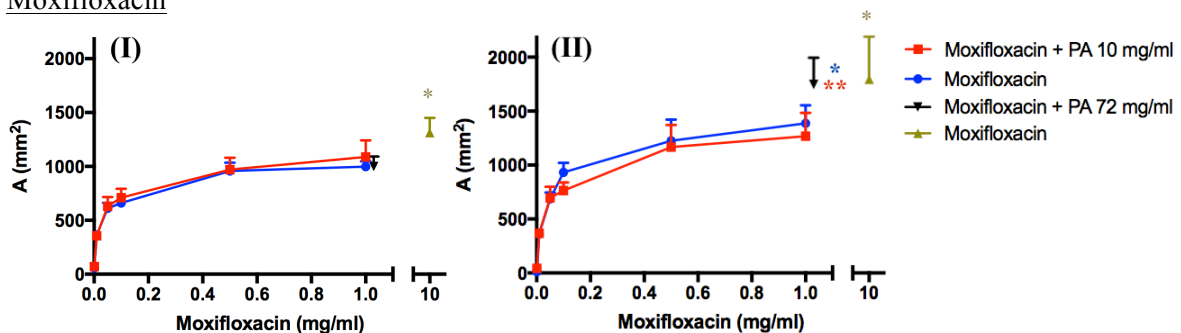 Moxifloxacin
(I)
A (mm²)
2000
1500
1000
500
0
0.0 0.2 0.4 0.6 0.8 1.0 10
Moxifloxacin (mg/ml)
*
(II)
A (mm²)
2000
1500
1000
500
0
0.0 0.2 0.4 0.6 0.8 1.0 10
Moxifloxacin (mg/ml)
*
*
**
Moxifloxacin + PA 10 mg/ml
Moxifloxacin
Moxifloxacin + PA 72 mg/ml
Moxifloxacin